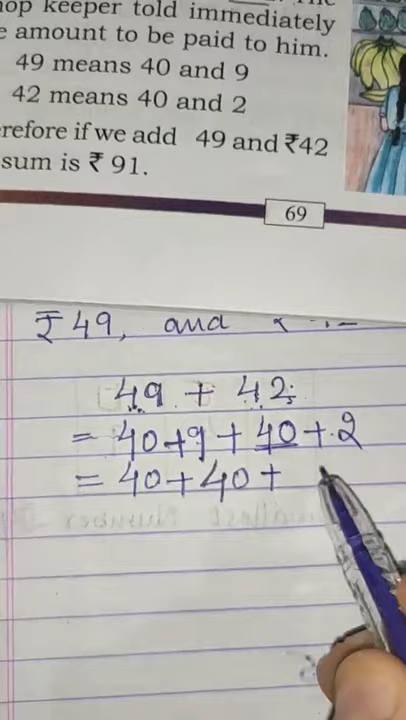 keeper told immediately
amount to be paid to him.
49 means 40 and 9
42 means 40 and 2
if we add 49 and ₹42
sum is ₹ 91.
69
₹49, and
49 + 42
= 40+9 + 40 + 2
= 40+40+